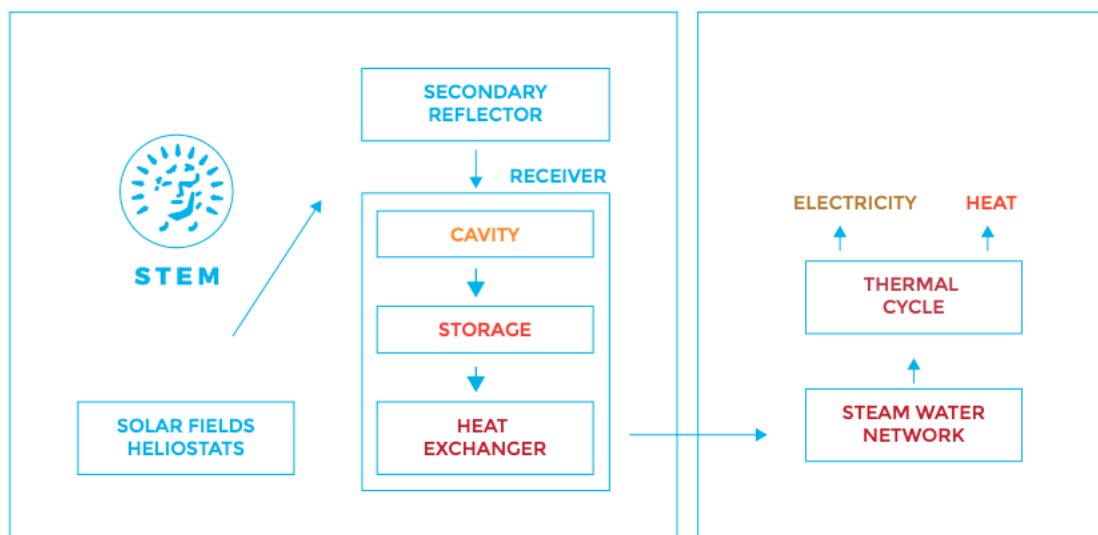 SECONDARY
REFLECTOR
RECEIVER
CAVITY
STORAGE
HEAT
EXCHANGER
STEM
SOLAR FIELDS
HELIOSTATS
ELECTRICITY
HEAT
THERMAL
CYCLE
STEAM WATER
NETWORK